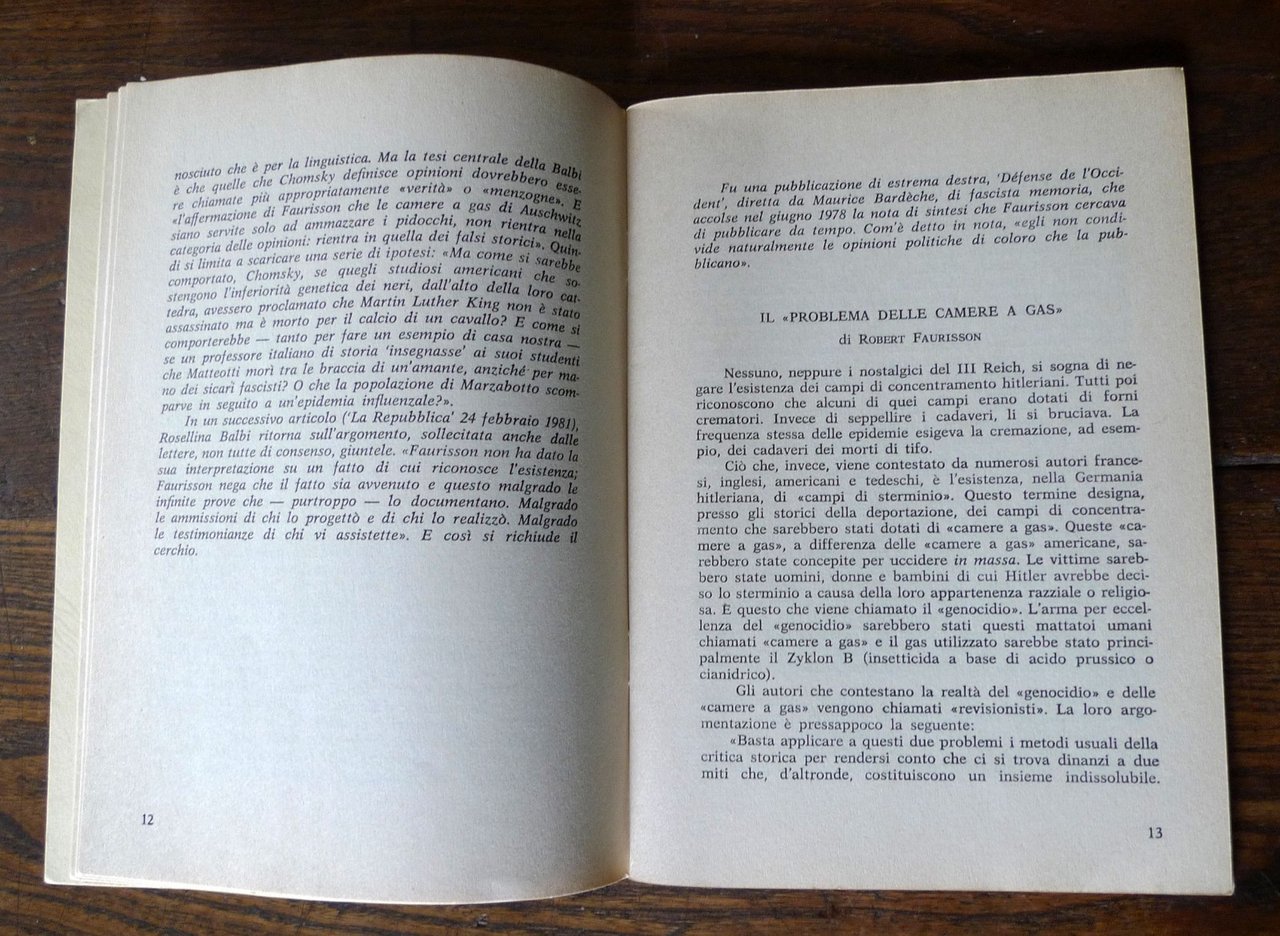 nosciuto che è per la linguistica. Ma la tesi centrale della Balbi
è che quelle che Chomsky definisce opinioni dovrebbero esse-
re chiamate più appropriatamente «verità» o «menzogne». E
«l'affermazione di Faurisson che le camere a gas di Auschwitz
siano servite solo ad ammazzare i pidocchi, non rientra nella
categoria delle opinioni: rientra in quella dei falsi storici». Quin-
di si limita a scaricare una serie di ipotesi: «Ma come si sarebbe
comportato, Chomsky, se quegli studiosi americani che so-
stengono l'inferiorità genetica dei neri, dall'alto della loro cat-
tedra, avessero proclamato che Martin Luther King non è stato
assassinato ma è morto per il calcio di un cavallo? E come si
comporterebbe — tanto per fare un esempio di casa nostra —
se un professore italiano di storia 'insegnasse' ai suoi studenti
che Matteotti morì tra le braccia di un'amante, anziché per ma-
no dei sicari fascisti? O che la popolazione di Marzabotto scom-
parve in seguito a un'epidemia influenzale?».
In un successivo articolo ('La Repubblica' 24 febbraio 1981),
Rosellina Balbi ritorna sull'argomento, sollecitata anche dalle
lettere, non tutte di consenso, giuntele. «Faurisson non ha dato la
sua interpretazione su un fatto di cui riconosce l'esistenza;
Faurisson nega che il fatto sia avvenuto e questo malgrado le
infinite prove che — purtroppo — lo documentano. Malgrado
le ammissioni di chi lo progettò e di chi lo realizzò. Malgrado
le testimonianze di chi vi assistette». E così si richiude il
cerchio.
12
Fu una pubblicazione di estrema destra, 'Défense de l'Occi-
dent', diretta da Maurice Bardèche, di fascista memoria, che
accolse nel giugno 1978 la nota di sintesi che Faurisson cercava
di pubblicare da tempo. Com'è detto in nota, «egli non condi-
vide naturalmente le opinioni politiche di coloro che la pub-
blicano».
IL «PROBLEMA DELLE CAMERE A GAS»
di ROBERT FAURISSON
Nessuno, neppure i nostalgici del III Reich, si sogna di ne-
gare l'esistenza dei campi di concentramento hitleriani. Tutti poi
riconoscono che alcuni di quei campi erano dotati di forni
crematori. Invece di seppellire i cadaveri, li si bruciava. La
frequenza stessa delle epidemie esigeva la cremazione, ad esem-
pio, dei cadaveri dei morti di tifo.
Ciò che, invece, viene contestato da numerosi autori france-
si, inglesi, americani e tedeschi, è l'esistenza, nella Germania
hitleriana, di «campi di sterminio». Questo termine designa,
presso gli storici della deportazione, dei campi di concentra-
mento che sarebbero stati dotati di «camere a gas». Queste «ca-
mere a gas», a differenza delle «camere a gas» americane, sa-
rebbero state concepite per uccidere in massa. Le vittime sareb-
bero state uomini, donne e bambini di cui Hitler avrebbe deci-
so lo sterminio a causa della loro appartenenza razziale o religio-
sa. È questo che viene chiamato il «genocidio». L'arma per eccel-
lenza del «genocidio» sarebbero stati questi mattatoi umani
chiamati «camere a gas» e il gas utilizzato sarebbe stato princi-
palmente il Zyklon B (insetticida a base di acido prussico o
cianidrico).
Gli autori che contestano la realtà del «genocidio» e delle
«camere a gas» vengono chiamati «revisionisti». La loro argo-
mentazione è pressappoco la seguente:
«Basta applicare a questi due problemi i metodi usuali della
critica storica per rendersi conto che ci si trova dinanzi a due
miti che, d'altronde, costituiscono un insieme indissolubile.
13